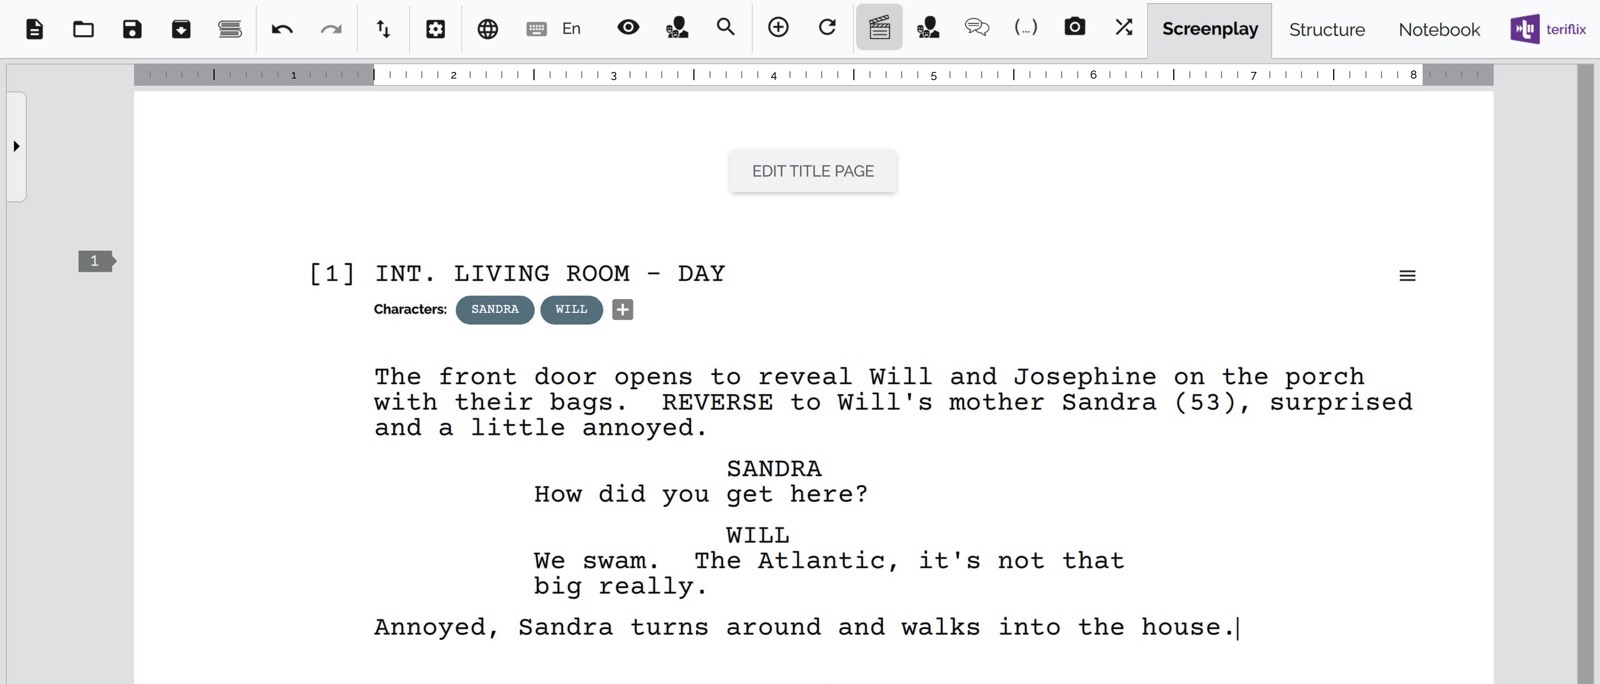 En
(...)
Screenplay
Structure
Notebook
teriflix
1 2 3 4 5 6 7 8
EDIT TITLE PAGE
1
[1] INT. LIVING ROOM - DAY
Characters: SANDRA WILL +
The front door opens to reveal Will and Josephine on the porch
with their bags.  REVERSE to Will's mother Sandra (53), surprised
and a little annoyed.
SANDRA
How did you get here?
WILL
We swam.  The Atlantic, it's not that
big really.
Annoyed, Sandra turns around and walks into the house.